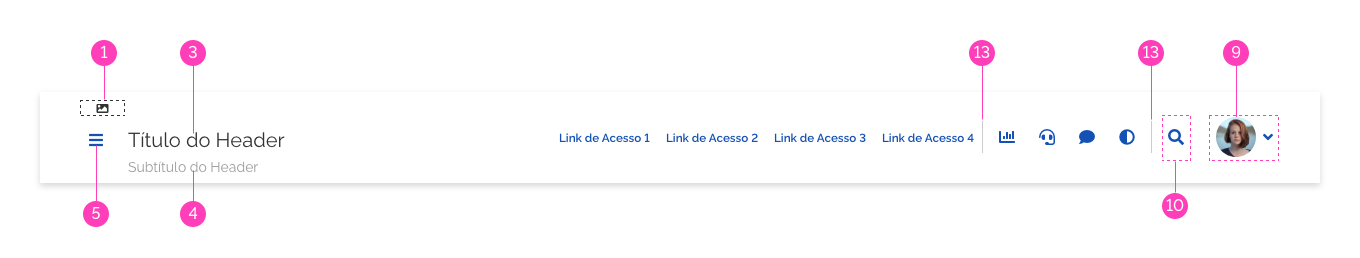 1
3
13
13
9
Título do Header
Link de Acesso 1
Link de Acesso 2
Link de Acesso 3
Link de Acesso 4
Subtítulo do Header
5
4
10